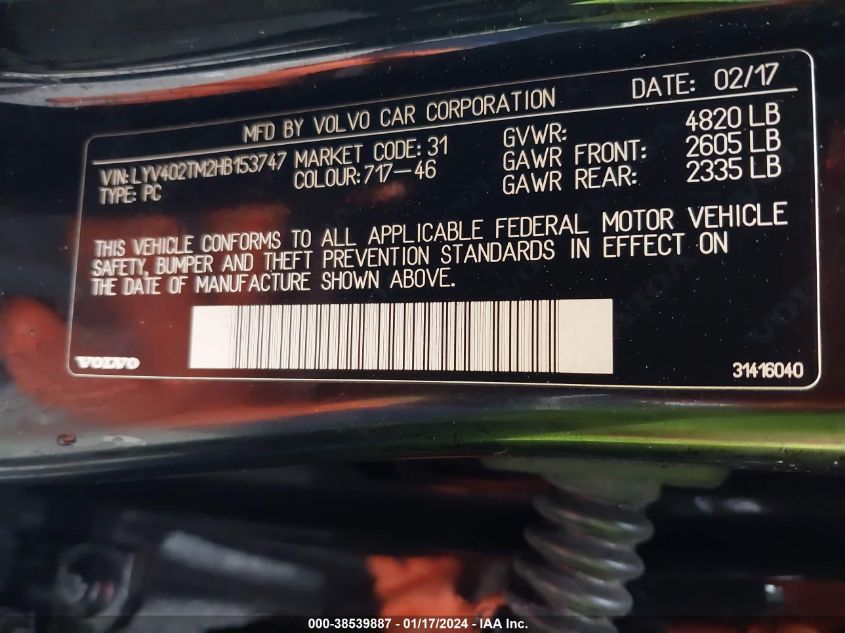 DATE: 02/17
MFD BY VOLVO CAR CORPORATION
VIN: LYV402TM2HB153747 MARKET CODE: 31 GVWR: 4820 LB
TYPE: PC COLOUR: 717-46 GAWR FRONT: 2605 LB
GAWR REAR: 2335 LB
THIS VEHICLE CONFORMS TO ALL APPLICABLE FEDERAL MOTOR VEHICLE
SAFETY, BUMPER AND THEFT PREVENTION STANDARDS IN EFFECT ON
THE DATE OF MANUFACTURE SHOWN ABOVE.
VOLVO
31416040
000-38539887 - 01/17/2024 - IAA Inc.